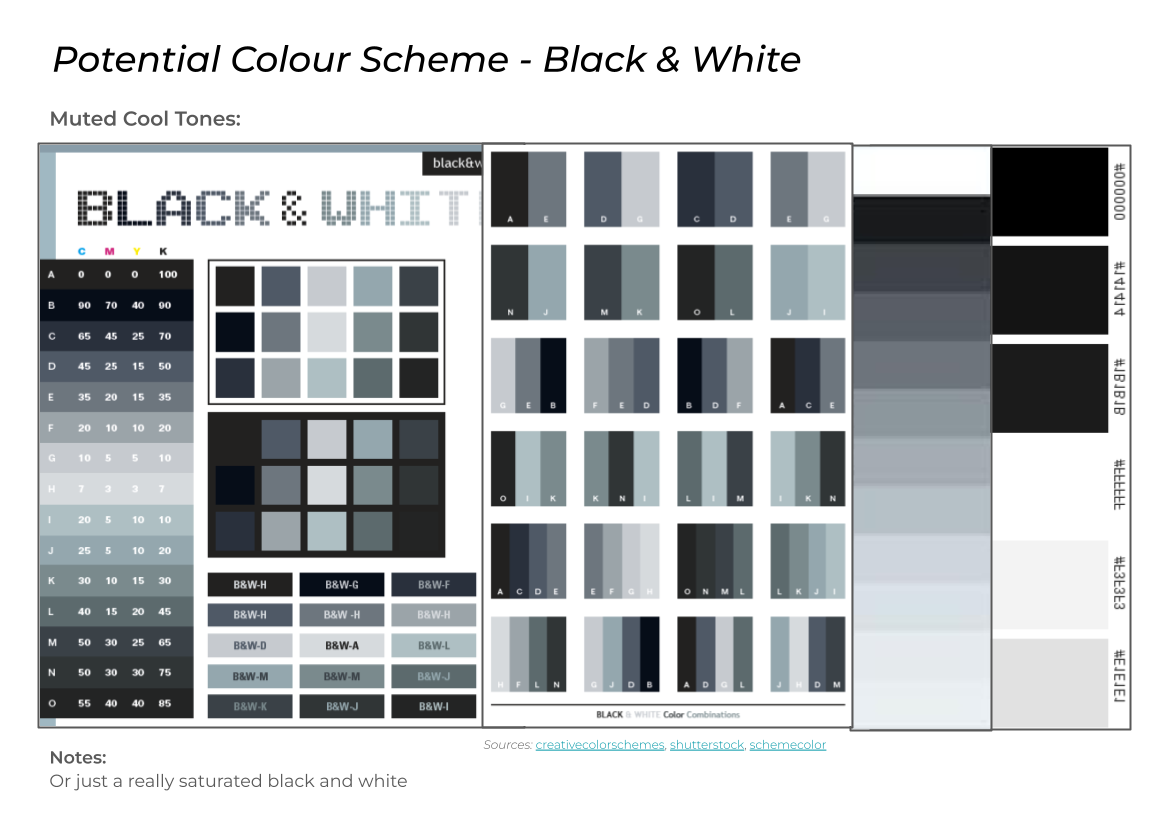 Potential Colour Scheme - Black & White
Muted Cool Tones:
black&w
BLACK & WHIT
C M Y K
A 0 0 0 100
B 90 70 40 90
C 65 45 25 70
D 45 25 15 50
E 35 20 15 35
F 20 10 10 20
G 10 5 5 10
H 7 3 3 7
I 20 5 10 10
J 25 5 10 20
K 30 10 15 30
L 40 15 20 45
M 50 30 25 65
N 50 30 30 75
O 55 40 40 85
B&W-H B&W-G B&W-F
B&W-H B&W -H B&W-H
B&W-D B&W-A B&W-L
B&W-M B&W-M B&W-J
B&W-K B&W-J B&W-I
A E D G C D E G
N J M K O L J I
G E B F E D B D F A C E
O I K K N I L I M I K N
A C D E E F G H O N M L L K J I
H F L N G J D B A D G L J H D M
BLACK & WHITE Color Combinations
#000000
#141414
#1B1B1B
#FFFFFF
#F3F3F3
#E1E1E1
Sources: creativecolorschemes, shutterstock, schemecolor
Notes:
Or just a really saturated black and white